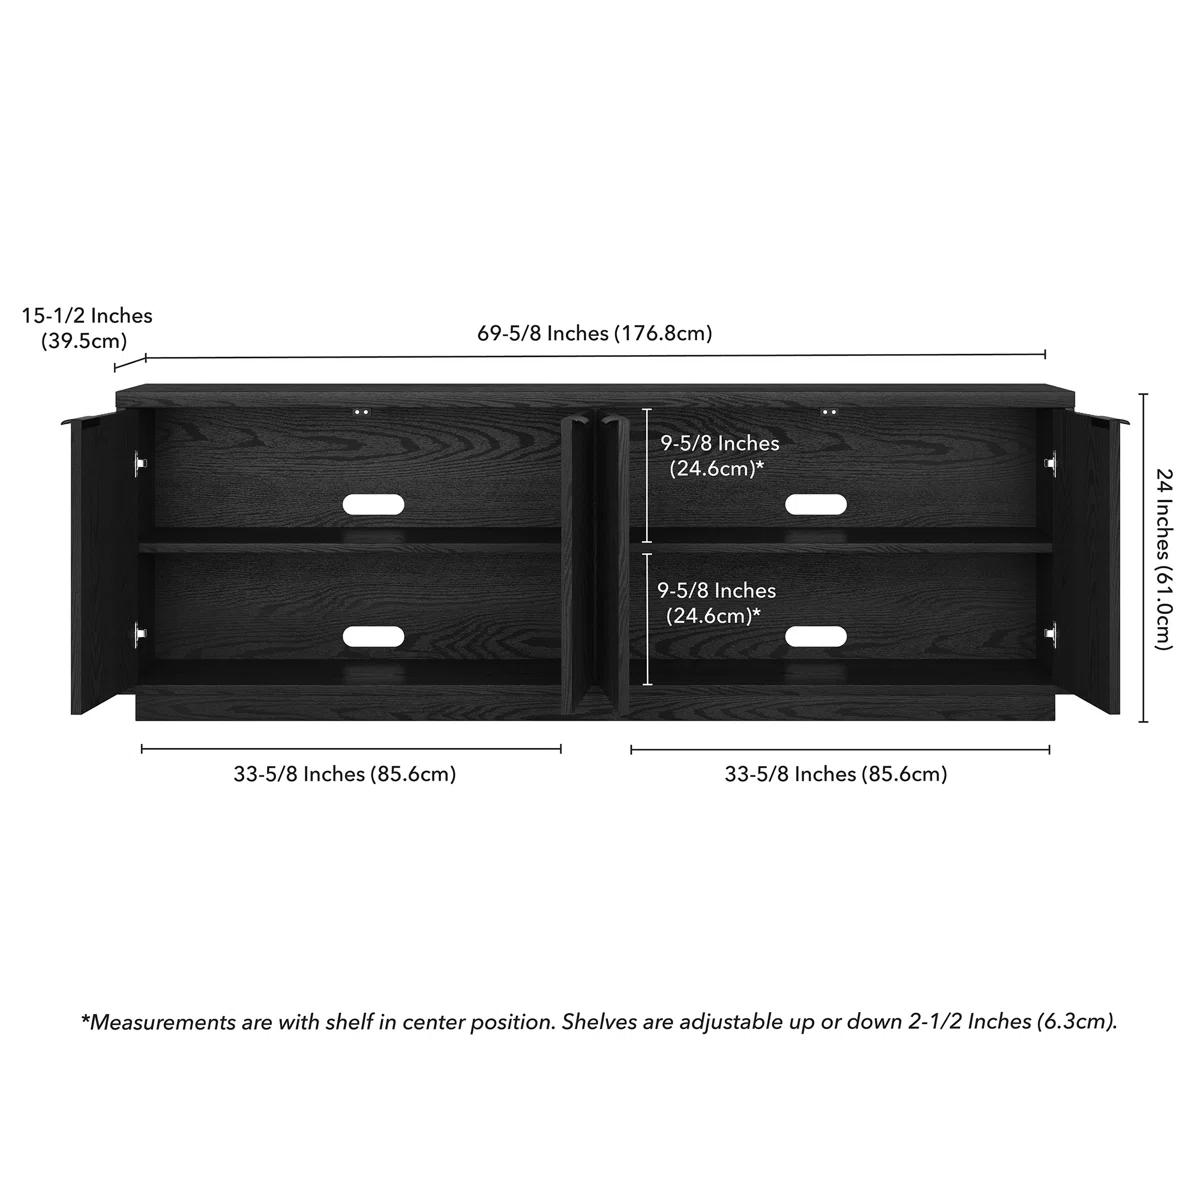 15-1/2 Inches
(39.5cm)
69-5/8 Inches (176.8cm)
9-5/8 Inches
(24.6cm)*
9-5/8 Inches
(24.6cm)*
24 Inches (61.0cm)
33-5/8 Inches (85.6cm)
33-5/8 Inches (85.6cm)
*Measurements are with shelf in center position. Shelves are adjustable up or down 2-1/2 Inches (6.3cm).